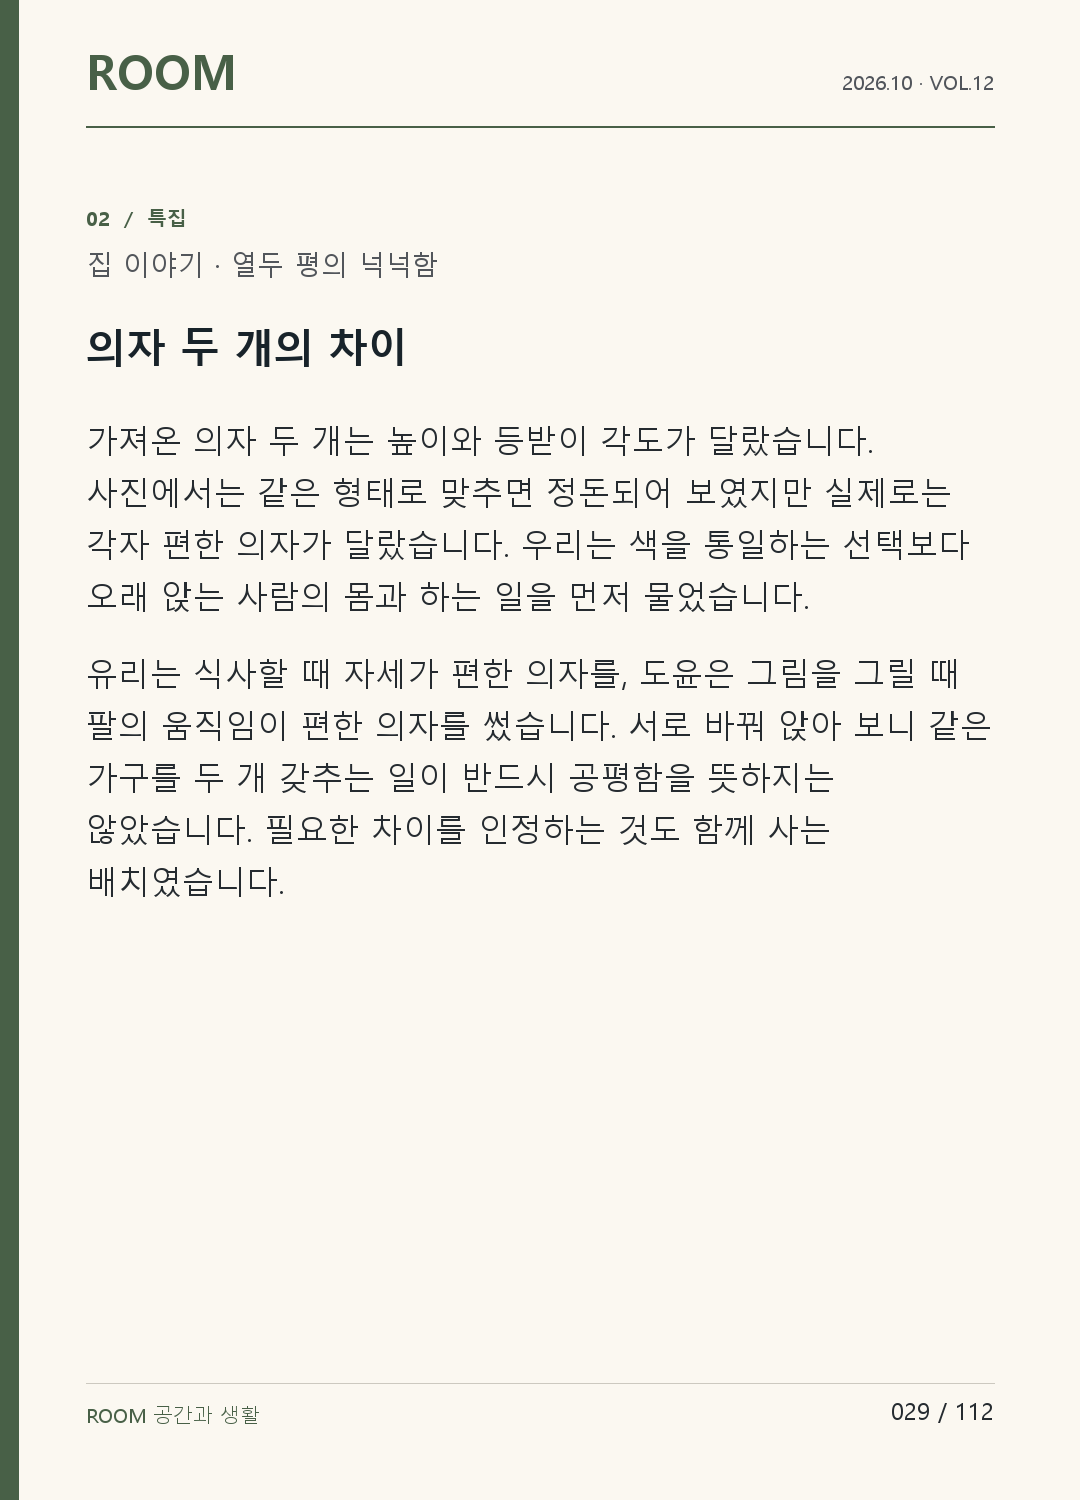 ROOM
2026.10 · VOL.12
02 / 특집
집 이야기 · 열두 평의 넉넉함
의자 두 개의 차이
가져온 의자 두 개는 높이와 등받이 각도가 달랐습니다.
사진에서는 같은 형태로 맞추면 정돈되어 보였지만 실제로는
각자 편한 의자가 달랐습니다. 우리는 색을 통일하는 선택보다
오래 앉는 사람의 몸과 하는 일을 먼저 물었습니다.
유리는 식사할 때 자세가 편한 의자를, 도윤은 그림을 그릴 때
팔의 움직임이 편한 의자를 썼습니다. 서로 바꿔 앉아 보니 같은
가구를 두 개 갖추는 일이 반드시 공평함을 뜻하지는
않았습니다. 필요한 차이를 인정하는 것도 함께 사는
배치였습니다.
ROOM 공간과 생활
029 / 112